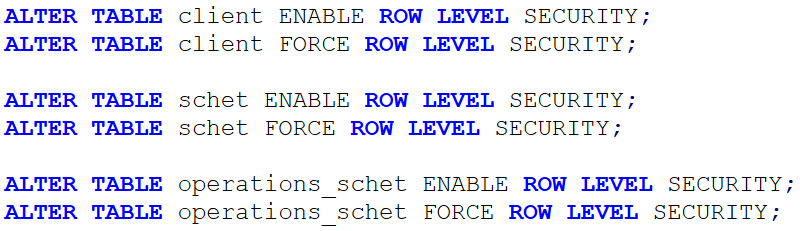 ALTER TABLE client ENABLE ROW LEVEL SECURITY;
ALTER TABLE client FORCE ROW LEVEL SECURITY;
ALTER TABLE schet ENABLE ROW LEVEL SECURITY;
ALTER TABLE schet FORCE ROW LEVEL SECURITY;
ALTER TABLE operations_schet ENABLE ROW LEVEL SECURITY;
ALTER TABLE operations_schet FORCE ROW LEVEL SECURITY;